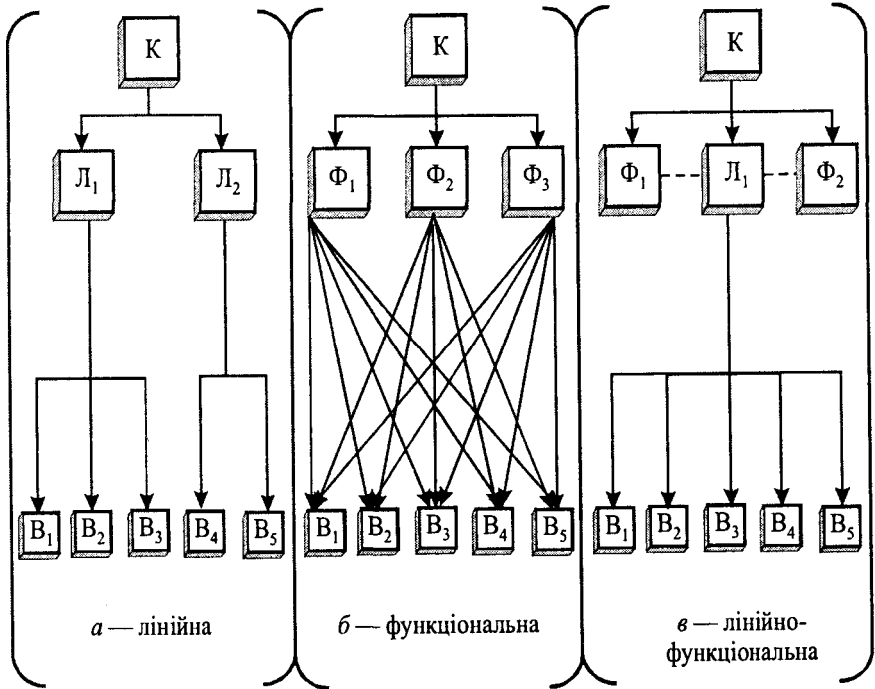 К
Л₁ Л₂
В₁ В₂ В₃ В₄ В₅
а — лінійна
К
Ф₁ Ф₂ Ф₃
В₁ В₂ В₃ В₄ В₅
б — функціональна
К
Ф₁ Л₁ Ф₂
В₁ В₂ В₃ В₄ В₅
в — лінійно-
функціональна